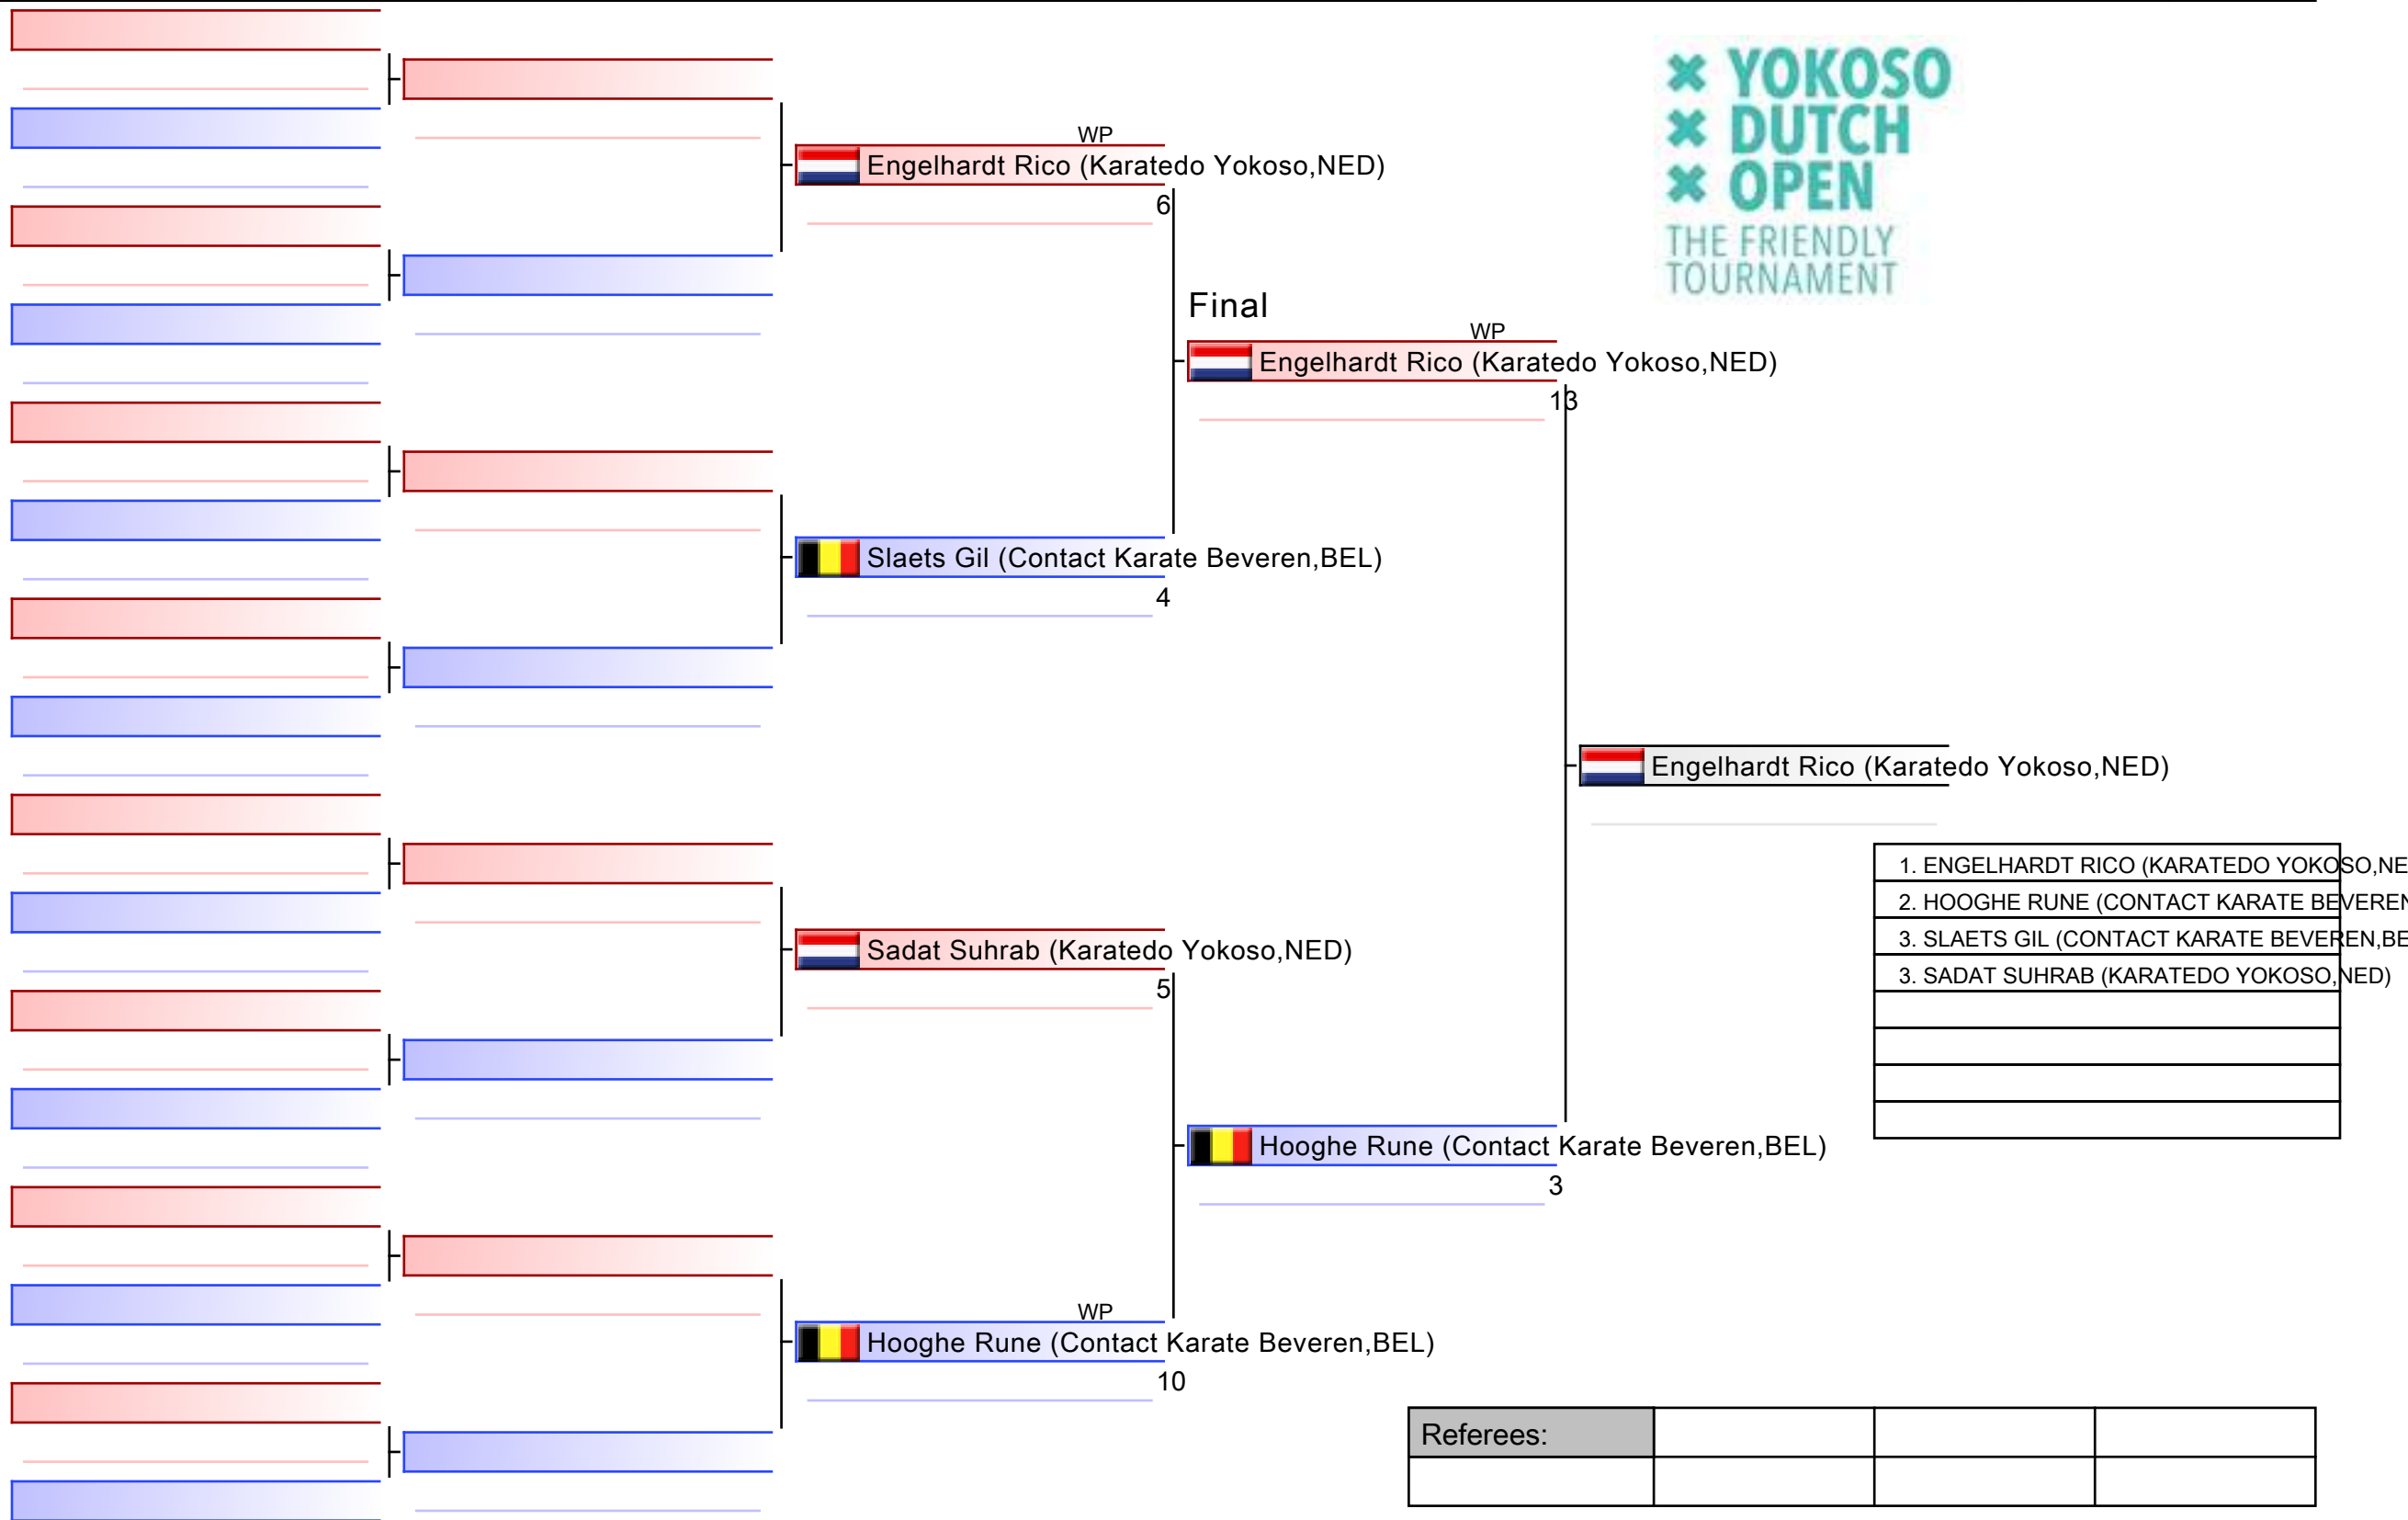 YOKOSO
DUTCH
OPEN
THE FRIENDLY
TOURNAMENT
WP
Engelhardt Rico (Karatedo Yokoso,NED)
6
Final
WP
Engelhardt Rico (Karatedo Yokoso,NED)
13
Slaets Gil (Contact Karate Beveren,BEL)
4
Engelhardt Rico (Karatedo Yokoso,NED)
1. ENGELHARDT RICO (KARATEDO YOKOSO,NE
2. HOOGHE RUNE (CONTACT KARATE BEVEREN
3. SLAETS GIL (CONTACT KARATE BEVEREN,BE
3. SADAT SUHRAB (KARATEDO YOKOSO,NED)
Sadat Suhrab (Karatedo Yokoso,NED)
5
Hooghe Rune (Contact Karate Beveren,BEL)
3
WP
Hooghe Rune (Contact Karate Beveren,BEL)
10
Referees: